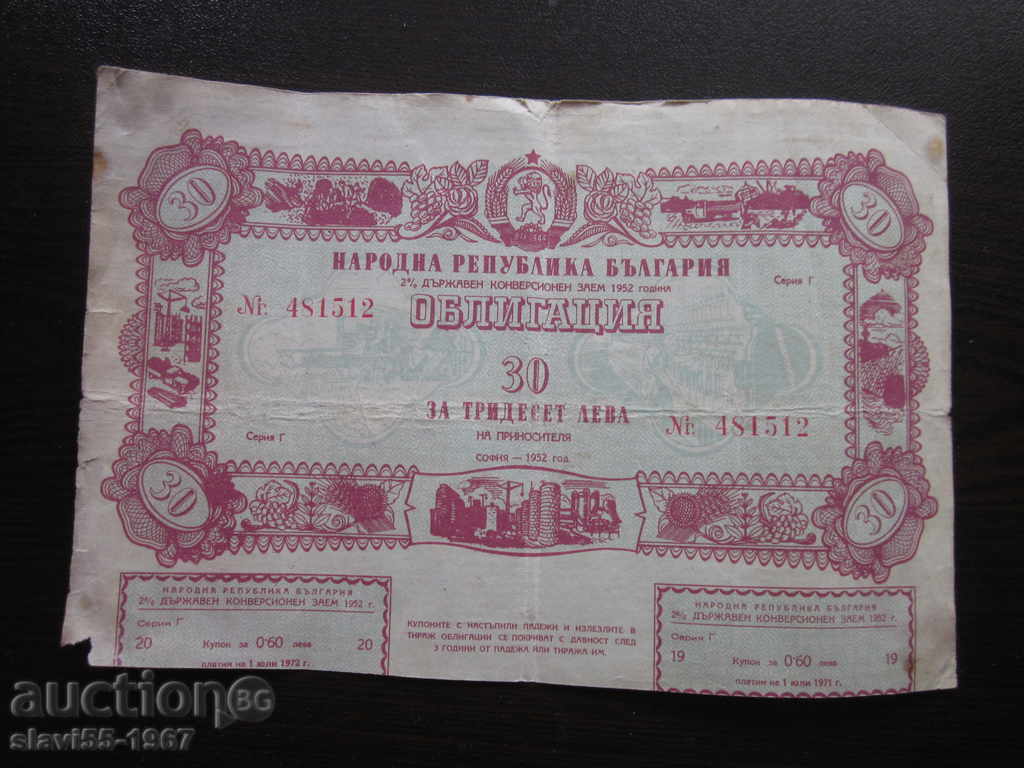 30
30
НАРОДНА РЕПУБЛИКА БЪЛГАРИЯ
2% ДЪРЖАВЕН КОНВЕРСИОНЕН ЗАЕМ 1952 година
Серия Г
№: 481512
ОБЛИГАЦИЯ
30
ЗА ТРИДЕСЕТ ЛЕВА
№: 481512
Серия Г
НА ПРИНОСИТЕЛЯ
СОФИЯ — 1952 год.
30
30
НАРОДНА РЕПУБЛИКА БЪЛГАРИЯ
2% ДЪРЖАВЕН КОНВЕРСИОНЕН ЗАЕМ 1952 г.
Серии Г
20 Купон за 0·60 лева 20
платим на 1 юли 1972 г.
КУПОНИТЕ С НАСТЪПИЛИ ПАДЕЖИ И ИЗЛЕЗЛИТЕ В
ТИРАЖ ОБЛИГАЦИИ СЕ ПОКРИВАТ С ДАВНОСТ СЛЕД
3 ГОДИНИ ОТ ПАДЕЖА ИЛИ ТИРАЖА ИМ.
НАРОДНА РЕПУБЛИКА БЪЛГАРИЯ
2% ДЪРЖАВЕН КОНВЕРСИОНЕН ЗАЕМ 1952 г.
Серия Г
19 Купон за 0·60 лева 19
платим на 1 юли 1971 г.
auction BG
slavi55-1967